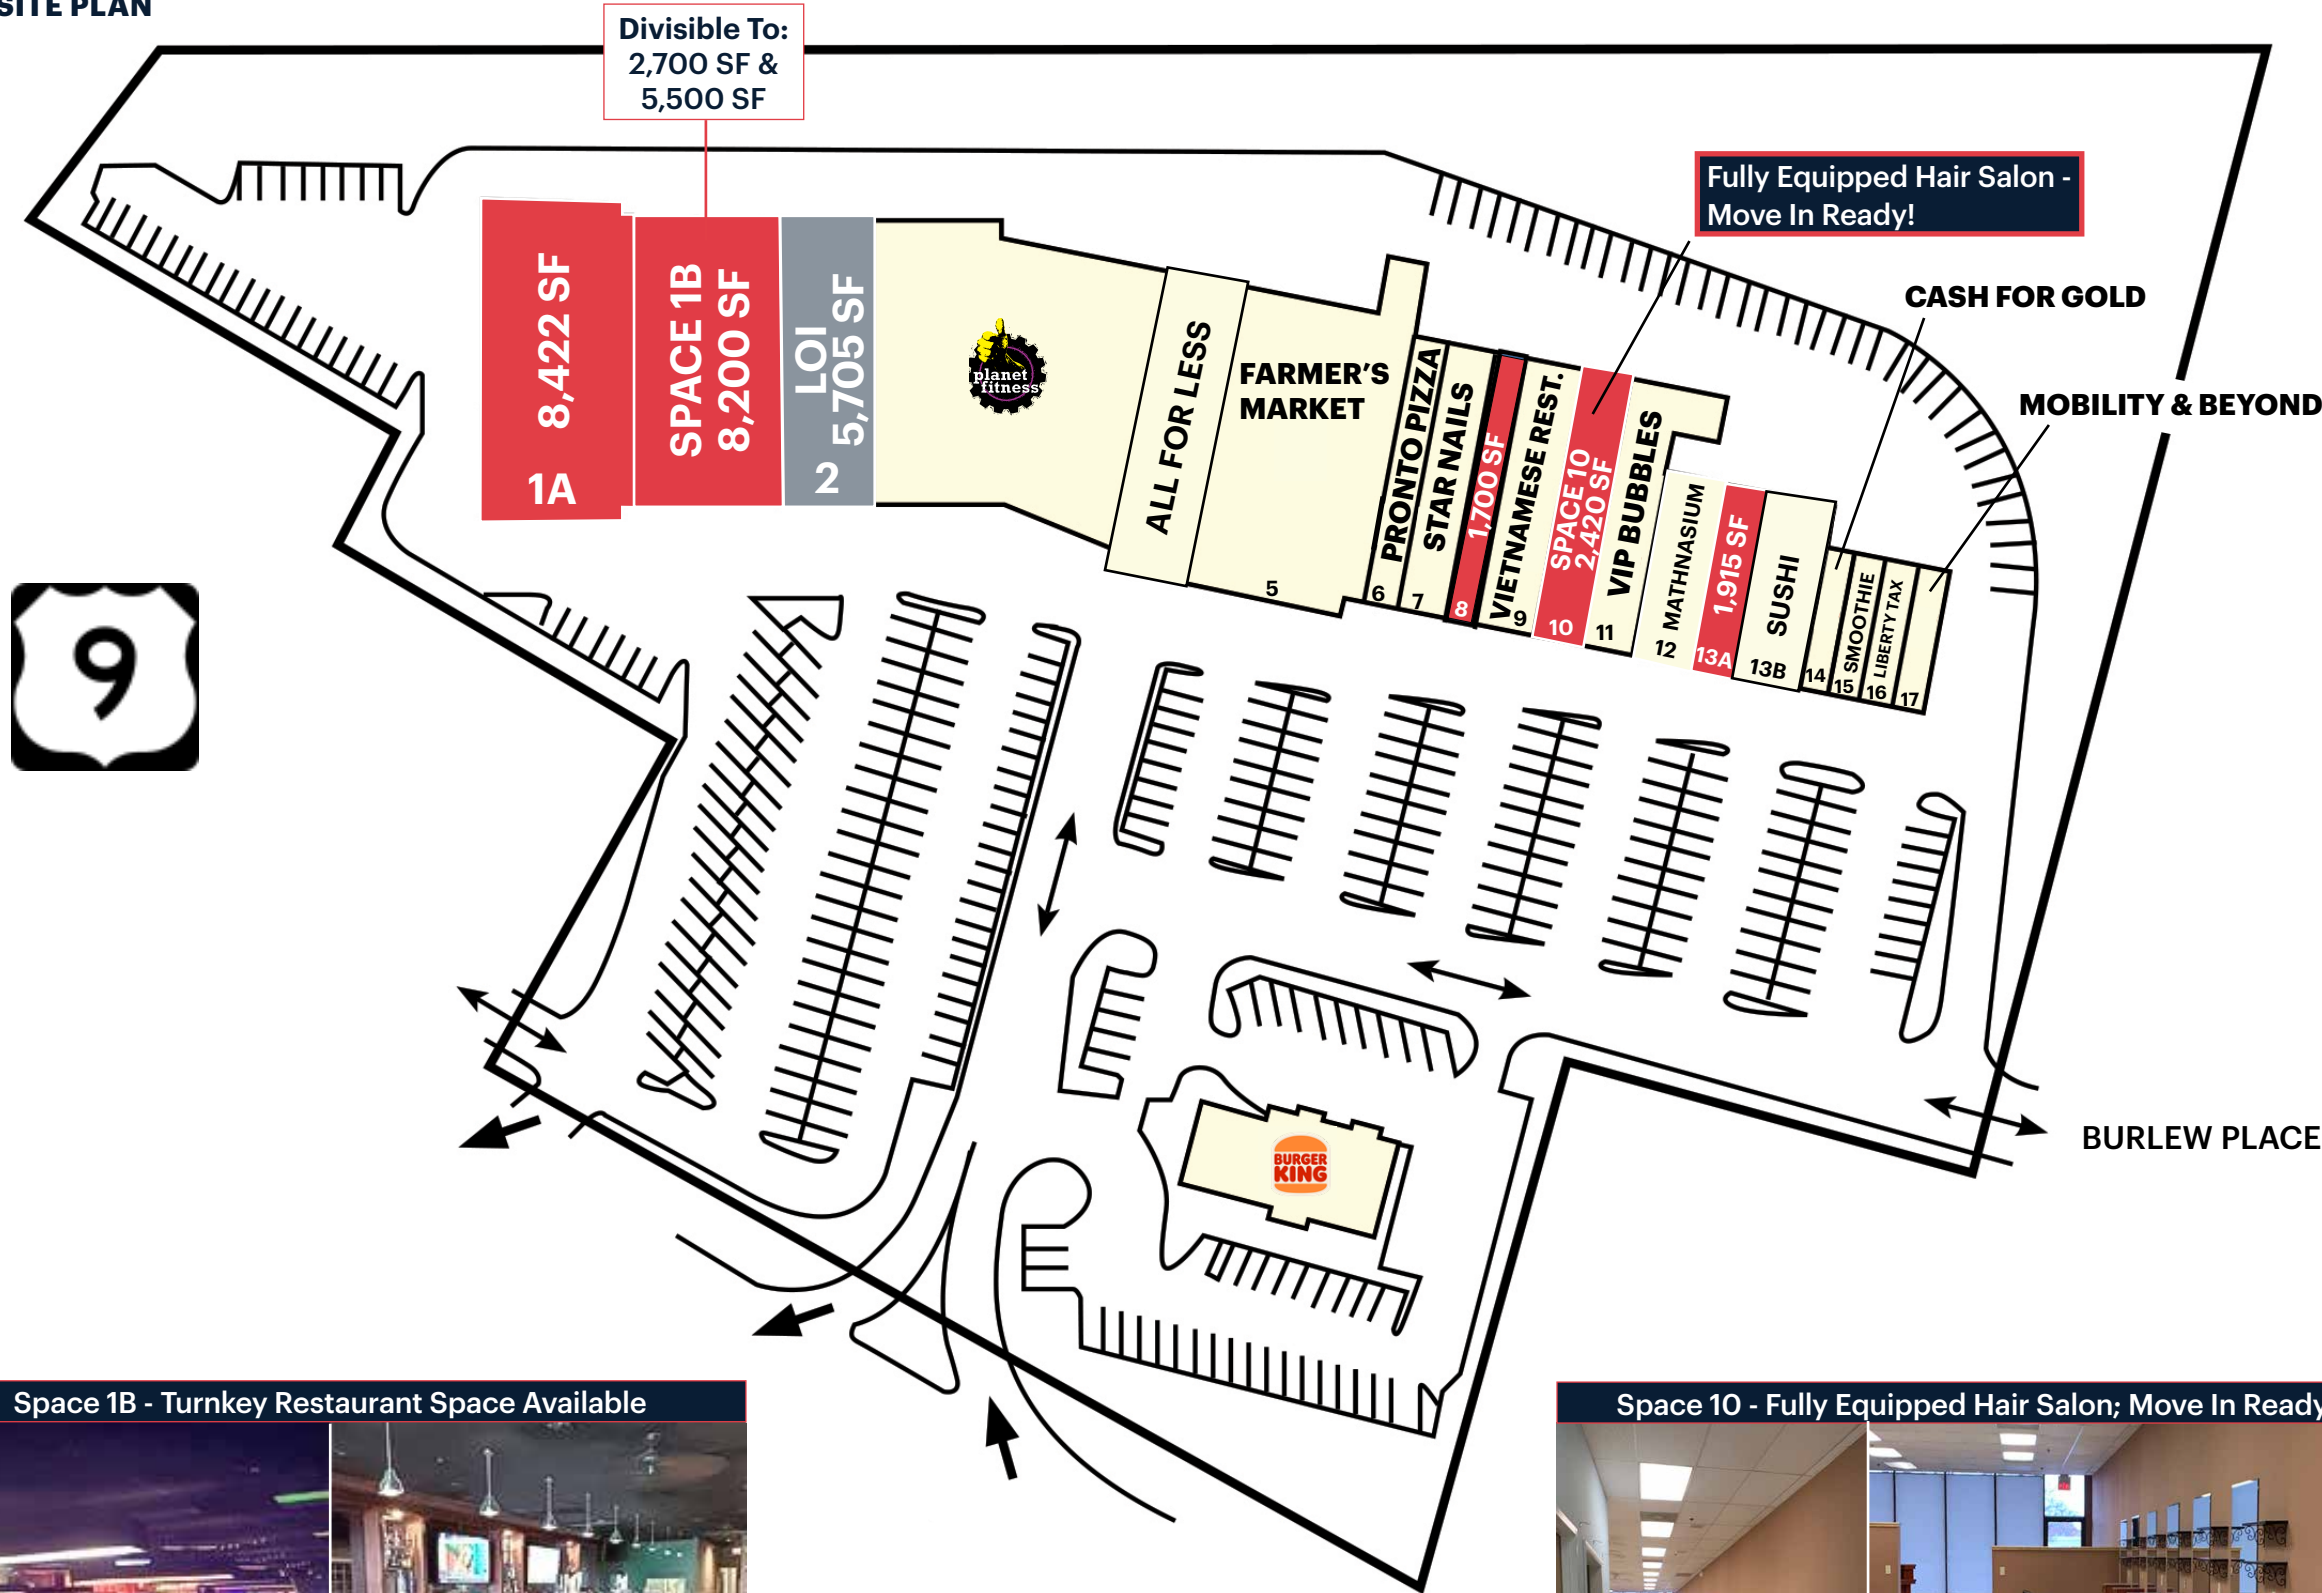 SITE PLAN
Divisible To:
2,700 SF &
5,500 SF
Fully Equipped Hair Salon -
Move In Ready!
CASH FOR GOLD
MOBILITY & BEYOND
8,422 SF
1A
SPACE 1B
8,200 SF
LOI
5,705 SF
2
planet
fitness
ALL FOR LESS
FARMER'S
MARKET
5
PRONTO PIZZA
6
STAR NAILS
7
1,700 SF
8
VIETNAMESE REST.
9
SPACE 10
2,420 SF
10
VIP BUBBLES
11
MATHNASIUM
12
1,915 SF
13A
SUSHI
13B
14
SMOOTHIE
15
LIBERTY TAX
16
17
9
BURGER
KING
BURLEW PLACE
Space 1B - Turnkey Restaurant Space Available
Space 10 - Fully Equipped Hair Salon; Move In Ready